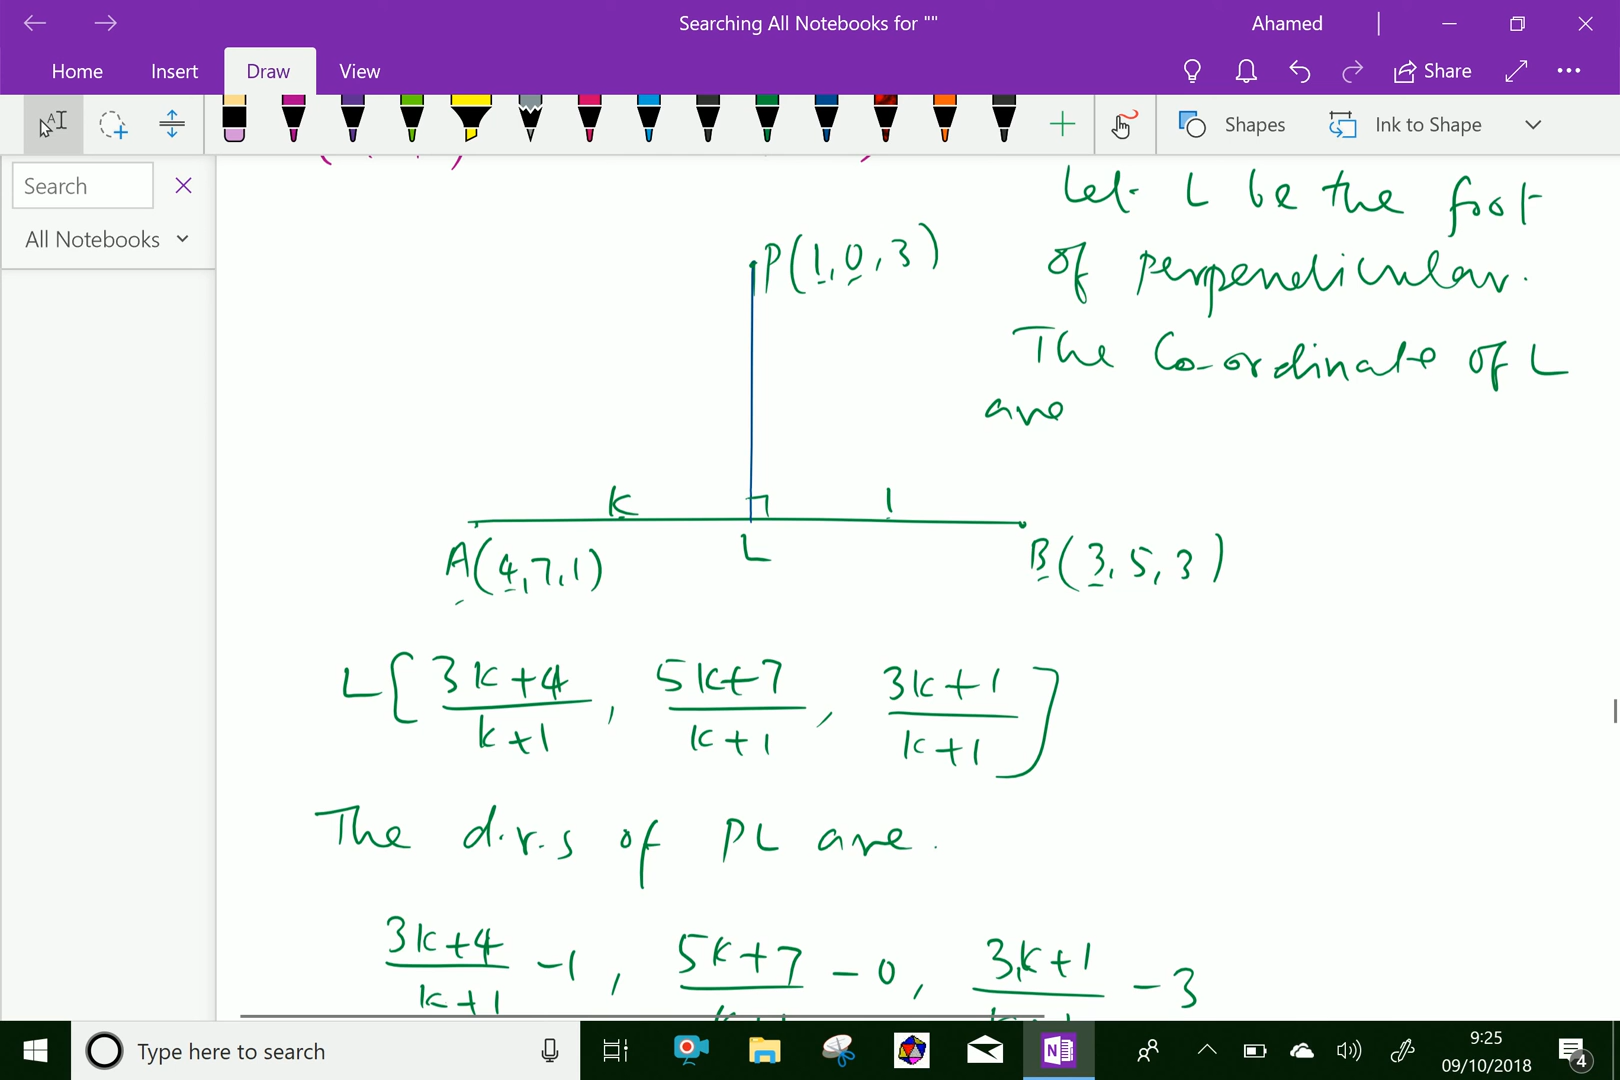 Searching All Notebooks for ""
Ahamed
Home Insert Draw View
Share
Shapes
Ink to Shape
Search
All Notebooks
Let L be the foot
of perpendicular.
The Co-ordinate of L
are
P(1,0,3)
k 1
A(4,7,1) L B(3,5,3)
L[3k+4/k+1, 5k+7/k+1, 3k+1/k+1]
The d.r.s of PL are.
3k+4/k+1 -1, 5k+7/k+1 -0, 3k+1/k+1 -3
Type here to search
9:25
09/10/2018
4